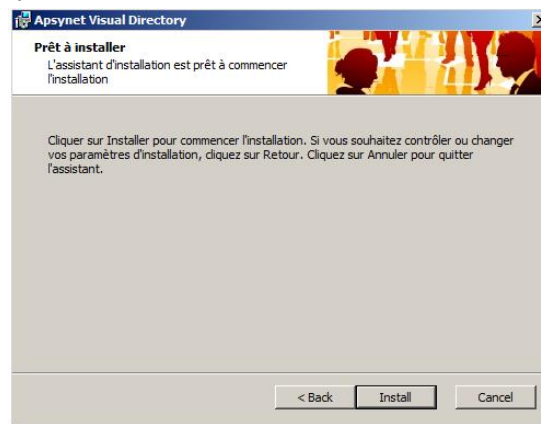 Apsynet Visual Directory
Prêt à installer
L'assistant d'installation est prêt à commencer
l'installation
Cliquer sur Installer pour commencer l'installation. Si vous souhaitez contrôler ou changer
vos paramètres d'installation, cliquez sur Retour. Cliquez sur Annuler pour quitter
l'assistant.
< Back Install Cancel